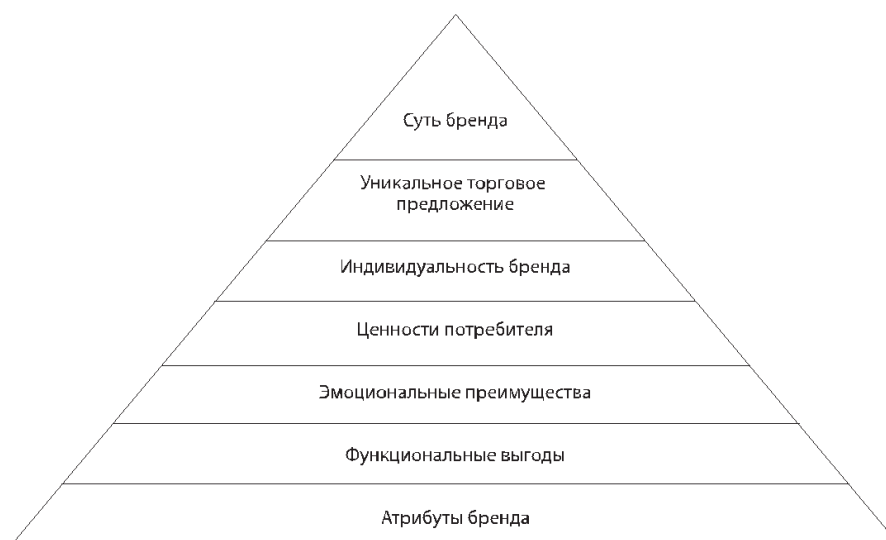 Суть бренда
Уникальное торговое
предложение
Индивидуальность бренда
Ценности потребителя
Эмоциональные преимущества
Функциональные выгоды
Атрибуты бренда